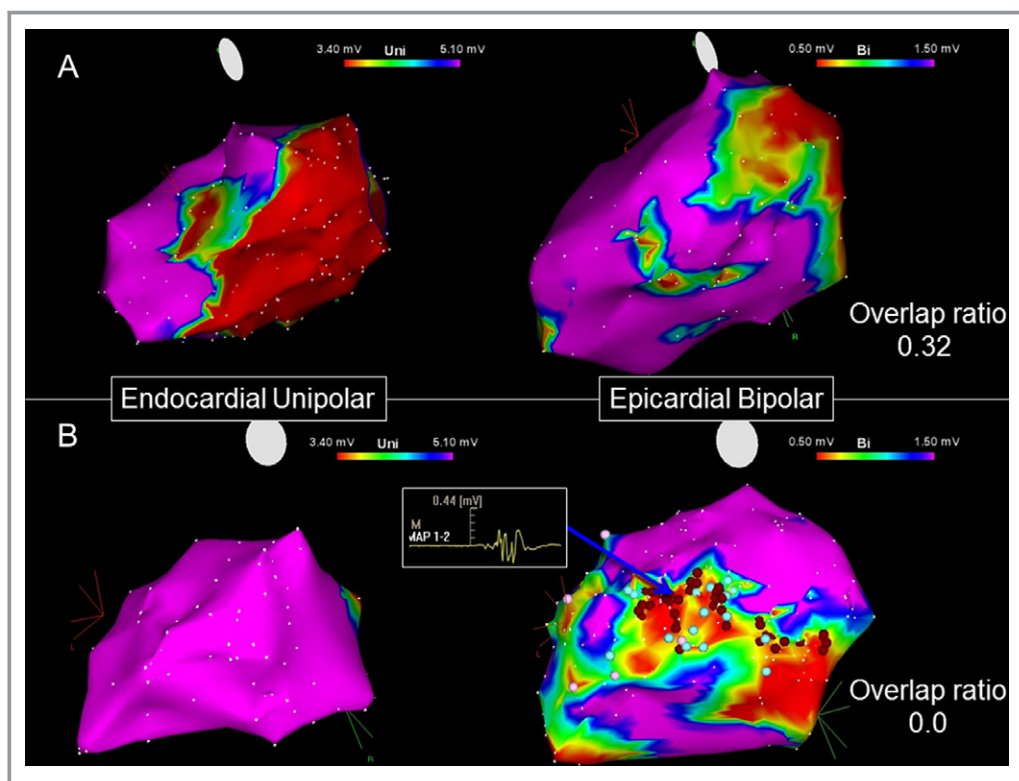 A
3.40 mV Uni 5.10 mV
0.50 mV Bi 1.50 mV
Overlap ratio
0.32
Endocardial Unipolar
Epicardial Bipolar
B
3.40 mV Uni 5.10 mV
0.50 mV Bi 1.50 mV
0.44 [mV]
M
MAP 1-2
Overlap ratio
0.0
R
R